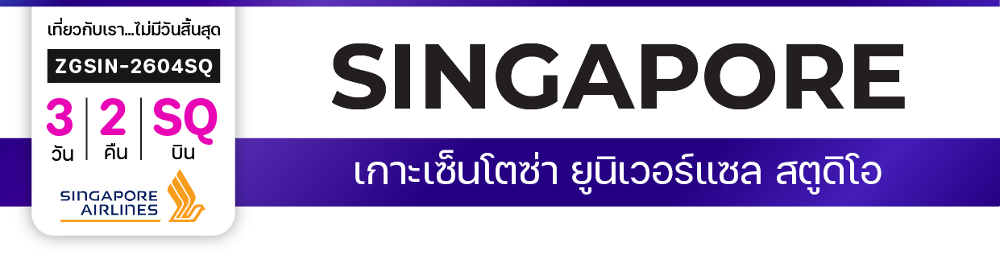 เที่ยวกับเรา...ไม่มีวันสิ้นสุด
ZGSIN-2604SQ
3 2 SQ
วัน คืน บิน
SINGAPORE
AIRLINES
SINGAPORE
เกาะเซ็นโตซ่า ยูนิเวอร์แซล สตูดิโอ